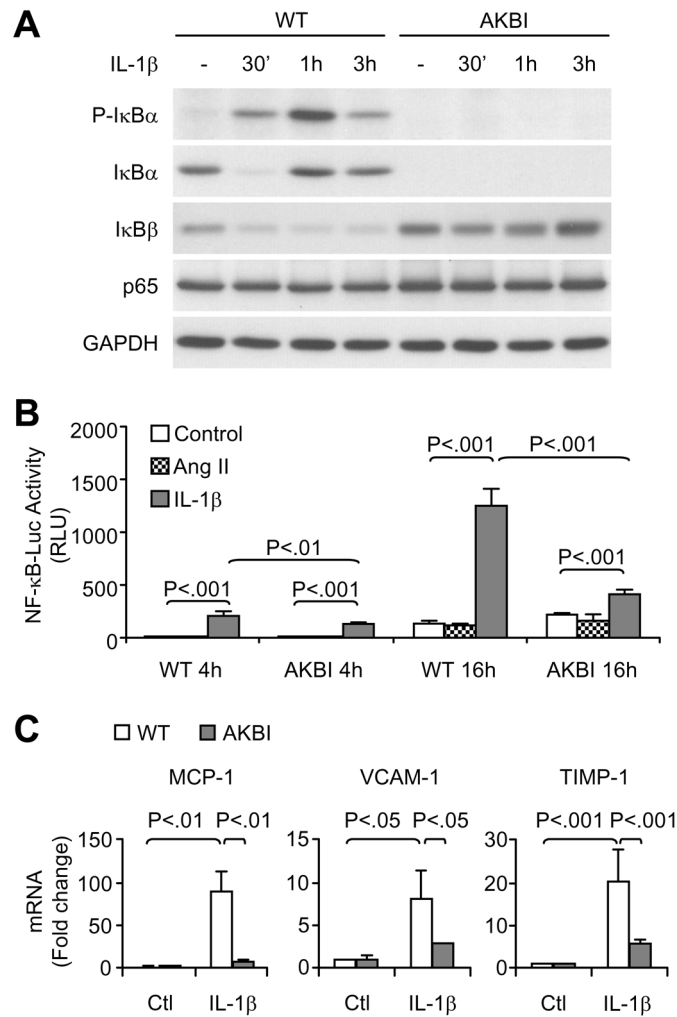 A
WT AKBI
IL-1β - 30’ 1h 3h - 30’ 1h 3h
P-IκBα
IκBα
IκBβ
p65
GAPDH
B
NF-κB-Luc Activity
(RLU)
2000
1500
1000
500
0
Control
Ang II
IL-1β
P<.001 P<.001
P<.01
P<.001 P<.001 P<.001
WT 4h AKBI 4h WT 16h AKBI 16h
C
WT AKBI
MCP-1 VCAM-1 TIMP-1
P<.01 P<.01 P<.05 P<.05 P<.001 P<.001
mRNA
(Fold change)
150 15 30
100 10 20
50 5 10
0 0 0
Ctl IL-1β Ctl IL-1β Ctl IL-1β